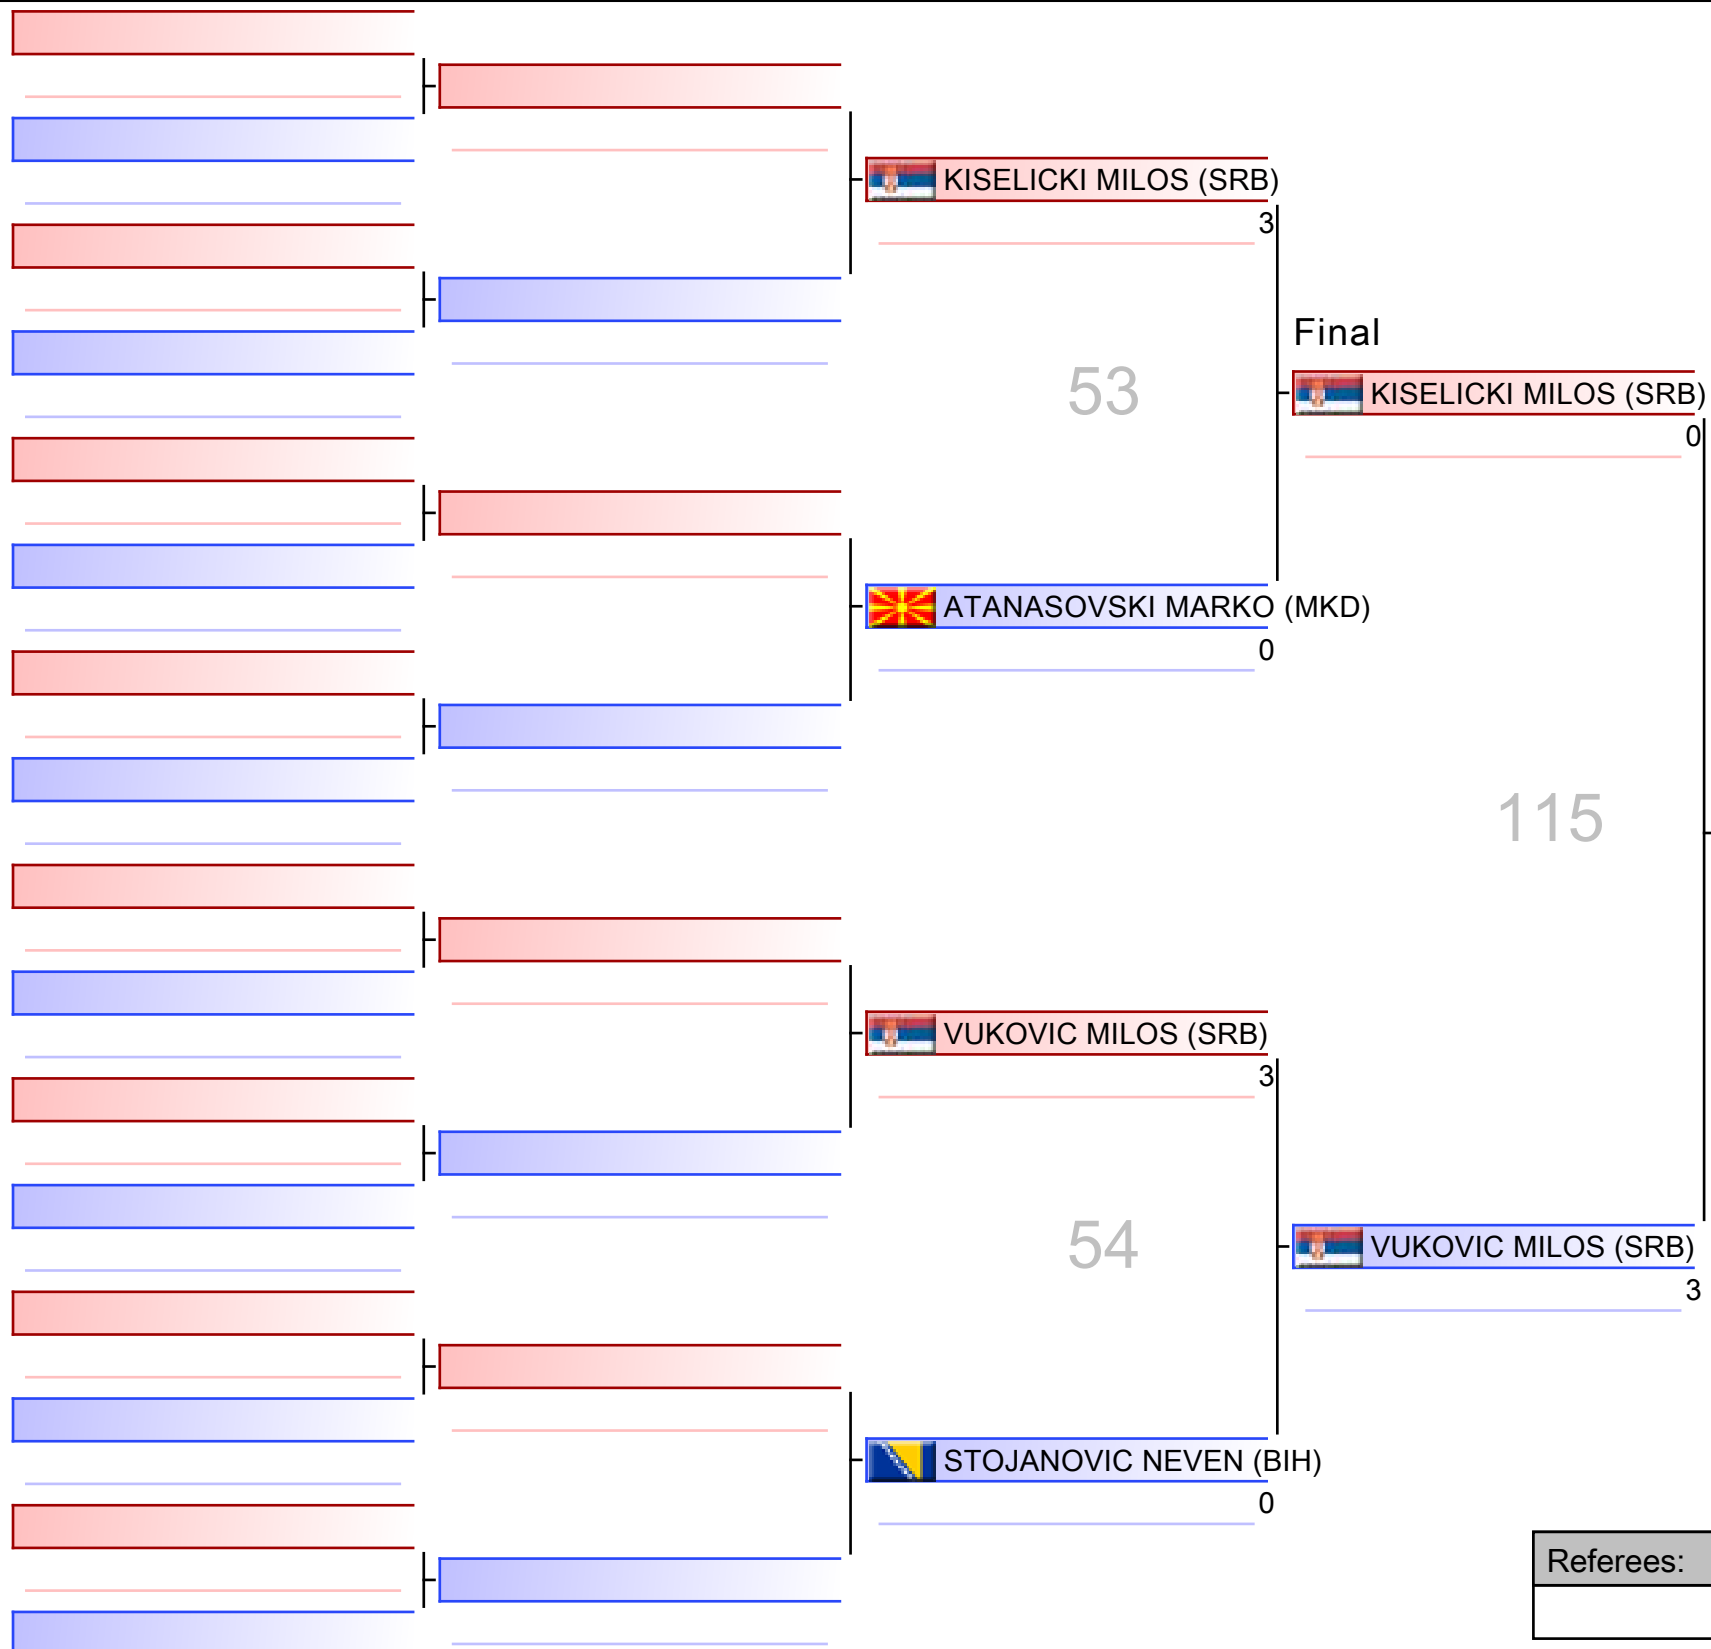 KISELICKI MILOS (SRB)
3
53
ATANASOVSKI MARKO (MKD)
0
Final
KISELICKI MILOS (SRB)
0
115
VUKOVIC MILOS (SRB)
3
54
STOJANOVIC NEVEN (BIH)
0
VUKOVIC MILOS (SRB)
3
Referees: